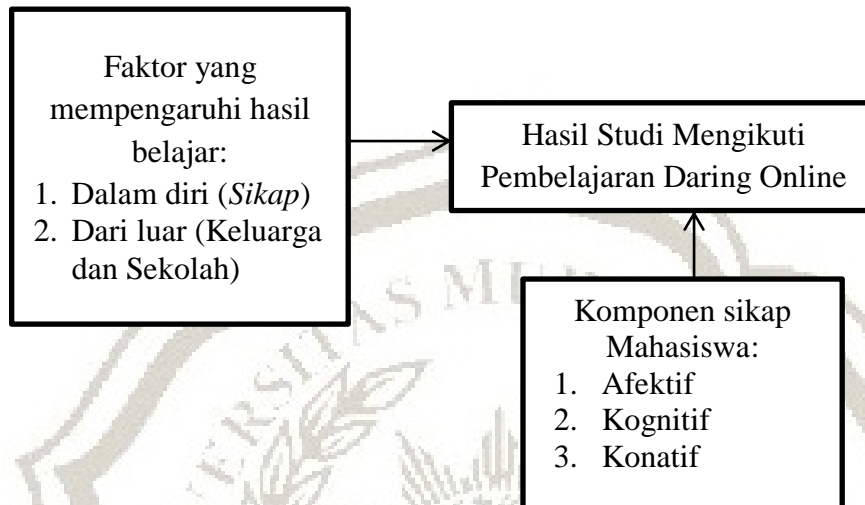 Faktor yang
mempengaruhi hasil
belajar:
1. Dalam diri (Sikap)
2. Dari luar (Keluarga
dan Sekolah)
Hasil Studi Mengikuti
Pembelajaran Daring Online
Komponen sikap
Mahasiswa:
1. Afektif
2. Kognitif
3. Konatif